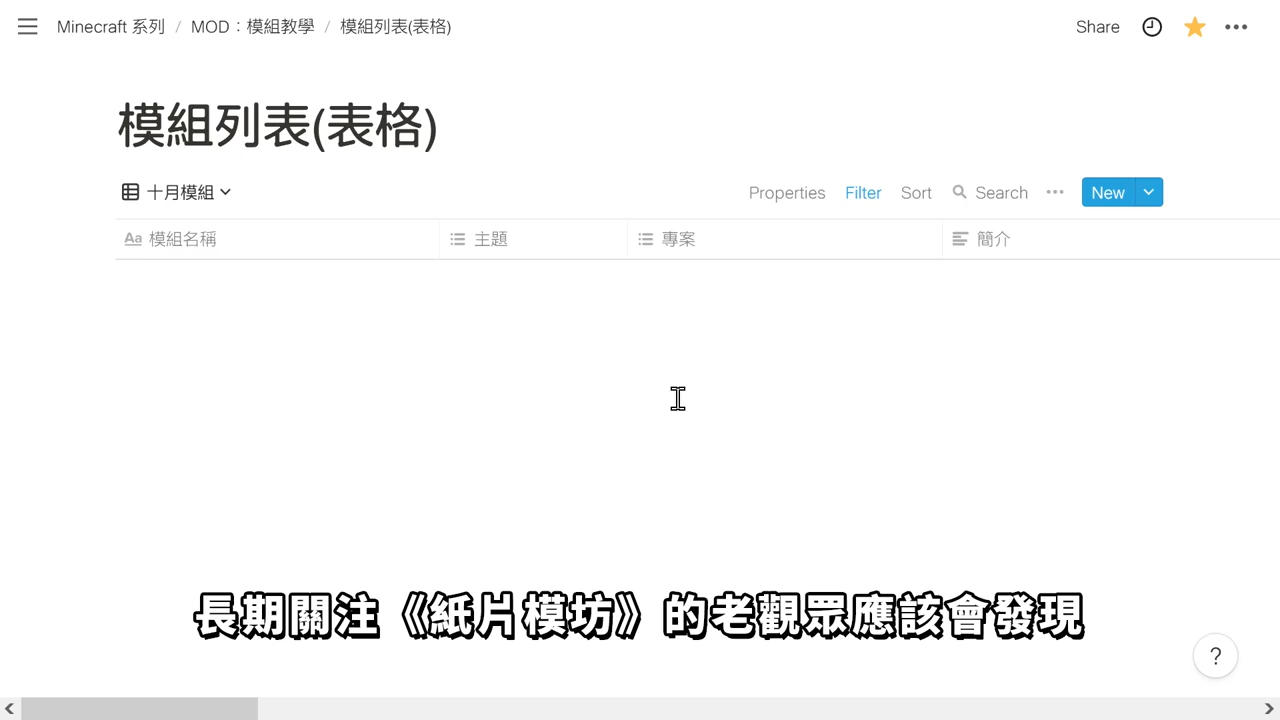 Minecraft 系列 / MOD：模組教學 / 模組列表(表格)
Share
模組列表(表格)
十月模組
Properties Filter Sort Search New
Aa 模組名稱 主題 專案 簡介
長期關注《紙片模坊》的老觀眾應該會發現
?